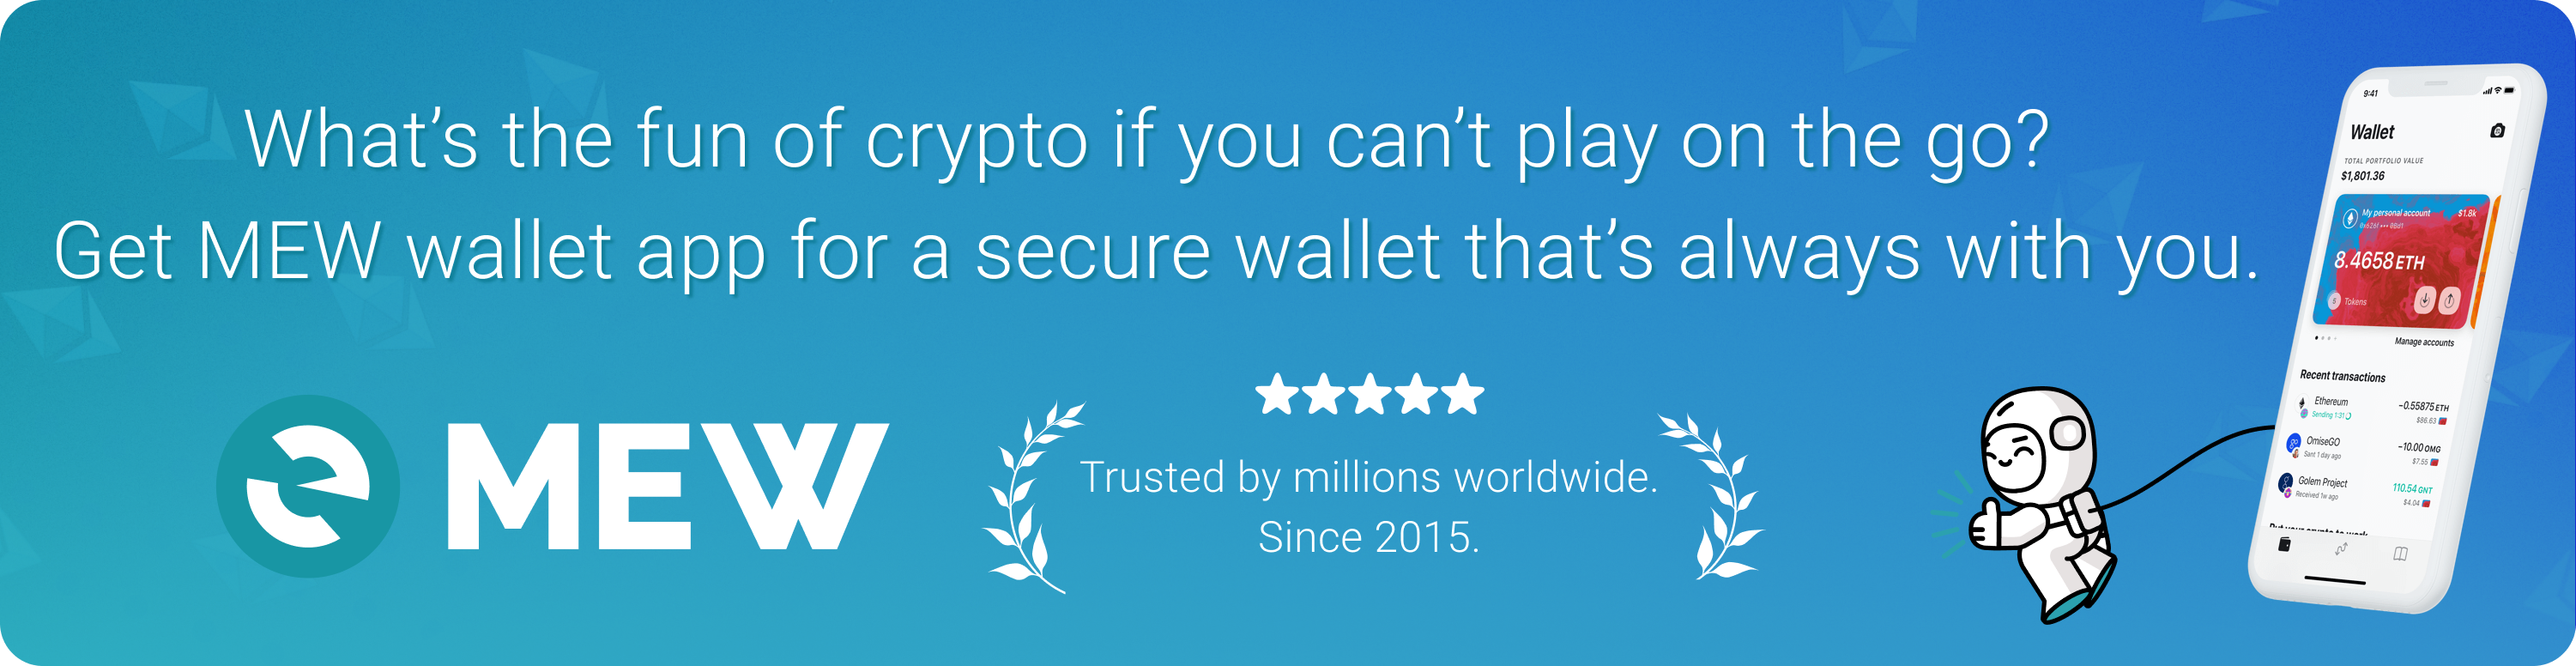 What's the fun of crypto if you can't play on the go?
Get MEW wallet app for a secure wallet that's always with you.
MEW
Trusted by millions worldwide.
Since 2015.
9:41
Wallet
TOTAL PORTFOLIO VALUE
$1,801.36
My personal account
$1.8k
8.4658 ETH
5 Tokens
Manage accounts
Recent transactions
Ethereum
−0.55875 ETH
Sending 1:31
$86.63
OmiseGO
−10.00 OMG
Sent 1 day ago
$7.55
Golem Project
110.54 GNT
Received 1w ago
$4.04